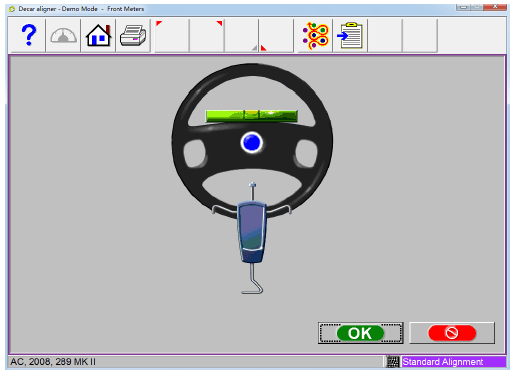 Decar aligner - Demo Mode - Front Meters
?
OK
AC, 2008, 289 MK II
Standard Alignment